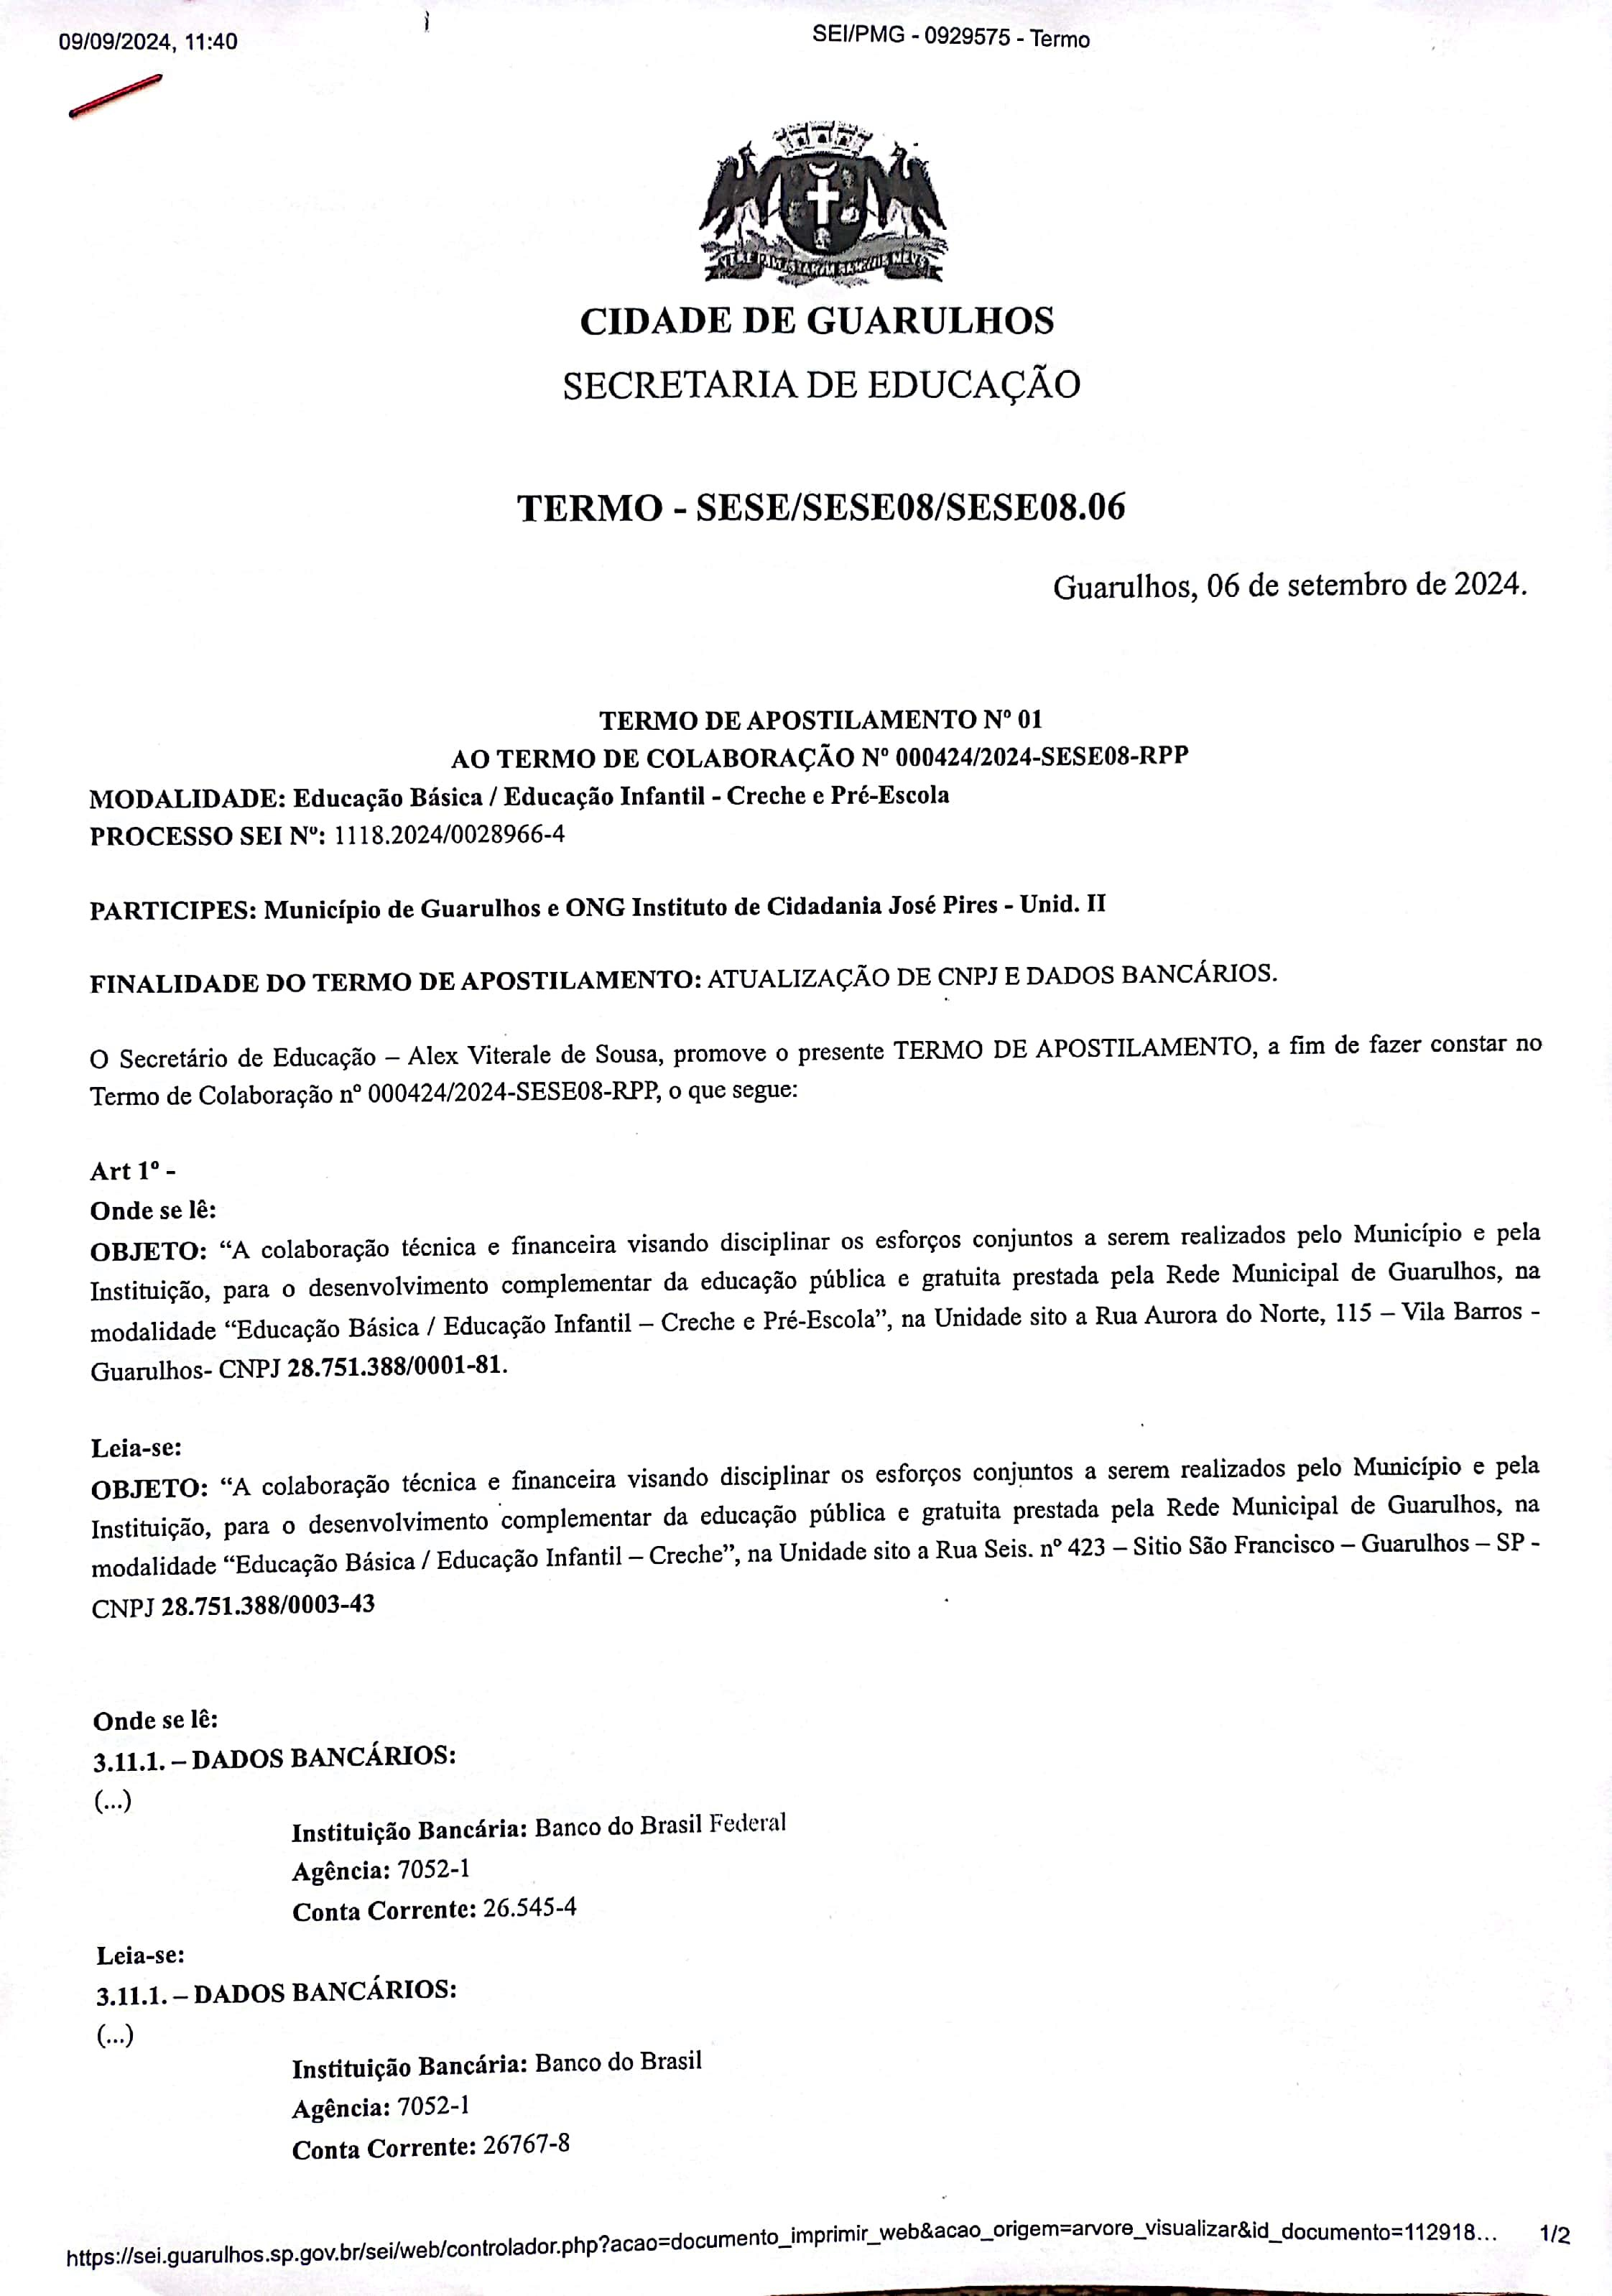 09/09/2024, 11:40
SEI/PMG - 0929575 - Termo
CIDADE DE GUARULHOS
SECRETARIA DE EDUCAÇÃO
TERMO - SESE/SESE08/SESE08.06
Guarulhos, 06 de setembro de 2024.
TERMO DE APOSTILAMENTO Nº 01
AO TERMO DE COLABORAÇÃO Nº 000424/2024-SESE08-RPP
MODALIDADE: Educação Básica / Educação Infantil - Creche e Pré-Escola
PROCESSO SEI Nº: 1118.2024/0028966-4
PARTICIPES: Município de Guarulhos e ONG Instituto de Cidadania José Pires - Unid. II
FINALIDADE DO TERMO DE APOSTILAMENTO: ATUALIZAÇÃO DE CNPJ E DADOS BANCÁRIOS.
O Secretário de Educação – Alex Viterale de Sousa, promove o presente TERMO DE APOSTILAMENTO, a fim de fazer constar no
Termo de Colaboração nº 000424/2024-SESE08-RPP, o que segue:
Art 1º -
Onde se lê:
OBJETO: “A colaboração técnica e financeira visando disciplinar os esforços conjuntos a serem realizados pelo Município e pela
Instituição, para o desenvolvimento complementar da educação pública e gratuita prestada pela Rede Municipal de Guarulhos, na
modalidade “Educação Básica / Educação Infantil – Creche e Pré-Escola”, na Unidade sito a Rua Aurora do Norte, 115 – Vila Barros -
Guarulhos- CNPJ 28.751.388/0001-81.
Leia-se:
OBJETO: “A colaboração técnica e financeira visando disciplinar os esforços conjuntos a serem realizados pelo Município e pela
Instituição, para o desenvolvimento complementar da educação pública e gratuita prestada pela Rede Municipal de Guarulhos, na
modalidade “Educação Básica / Educação Infantil – Creche”, na Unidade sito a Rua Seis. nº 423 – Sitio São Francisco – Guarulhos – SP -
CNPJ 28.751.388/0003-43
Onde se lê:
3.11.1. – DADOS BANCÁRIOS:
(...)
Instituição Bancária: Banco do Brasil Federal
Agência: 7052-1
Conta Corrente: 26.545-4
Leia-se:
3.11.1. – DADOS BANCÁRIOS:
(...)
Instituição Bancária: Banco do Brasil
Agência: 7052-1
Conta Corrente: 26767-8
https://sei.guarulhos.sp.gov.br/sei/web/controlador.php?acao=documento_imprimir_web&acao_origem=arvore_visualizar&id_documento=112918... 1/2